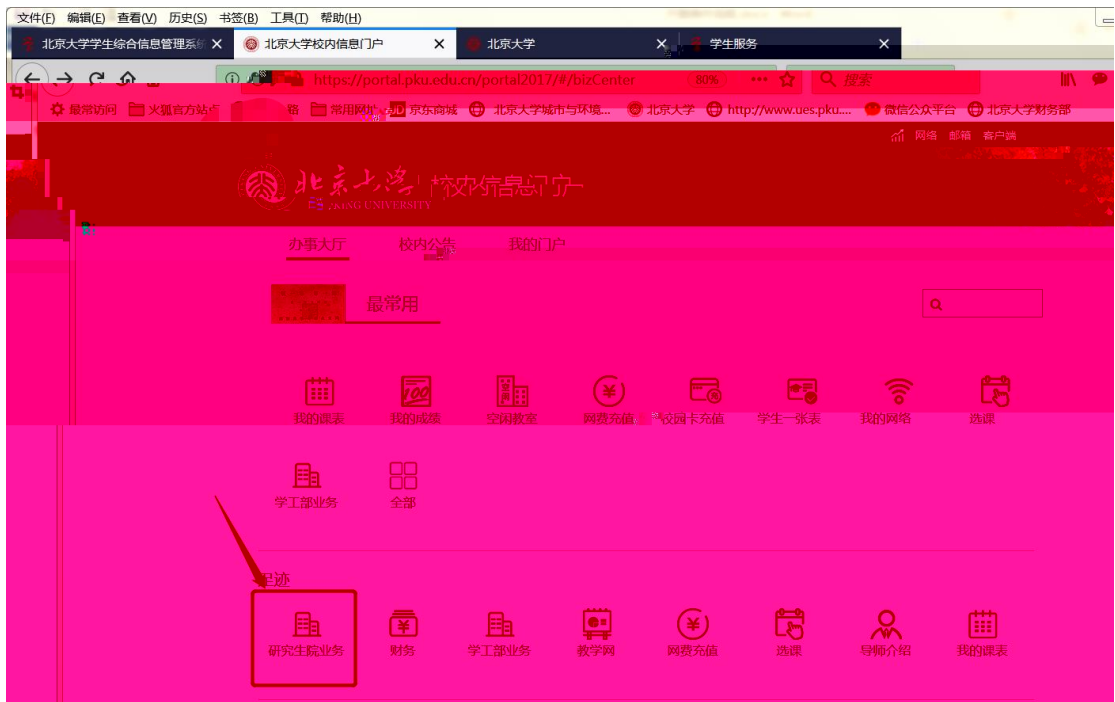 文件(F) 编辑(E) 查看(V) 历史(S) 书签(B) 工具(T) 帮助(H)
北京大学学生综合信息管理系统 × 北京大学校内信息门户 × 北京大学 × 学生服务 ×
https://portal.pku.edu.cn/portal2017/#/bizCenter 80% 搜索
最常访问 火狐官方站点 常用网址 JD 京东商城 北京大学城市与环境... 北京大学 http://www.ues.pku.... 微信公众平台 北京大学财务部
网络 邮箱 客户端
北京大学 校内信息门户
UNIVERSITY
办事大厅 校内公告 我的门户
最常用
我的课表 我的成绩 空闲教室 网费充值 校园卡充值 学生一张表 我的网络 选课
学工部业务 全部
足迹
研究生院业务 财务 学工部业务 教学网 网费充值 选课 导师介绍 我的课表